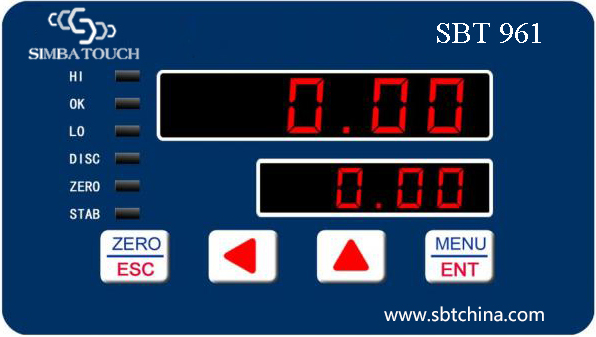 SIMBATOUCH
SBT 961
HI
OK
LO
DISC
ZERO
STAB
0.00
0.00
ZERO
ESC
MENU
ENT
www.sbtchina.com